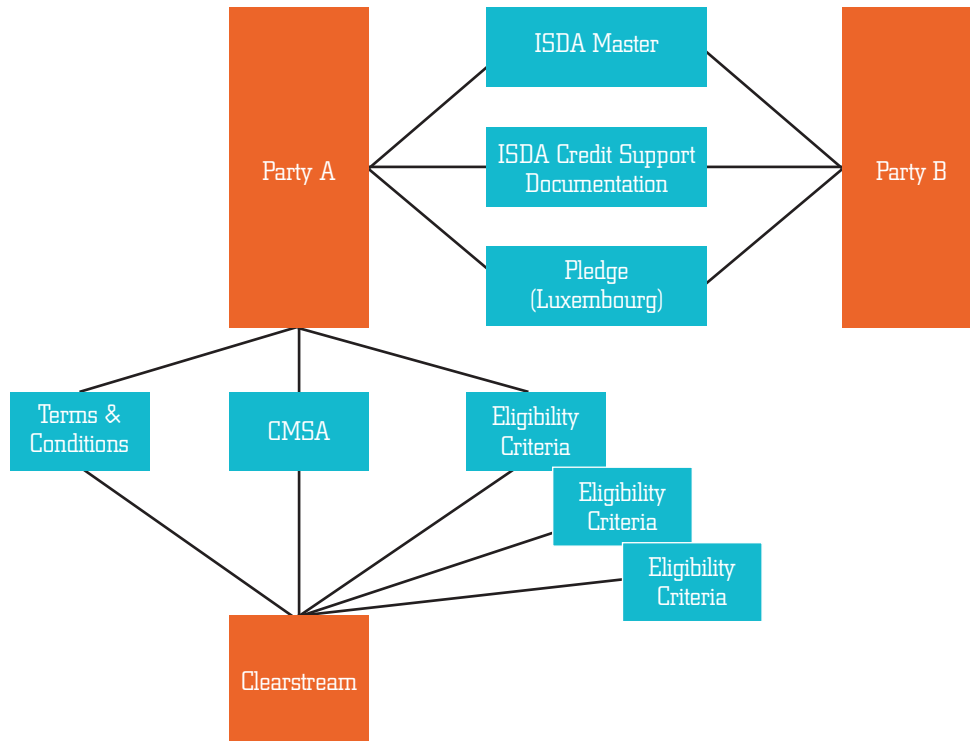 ISDA Master
Party A
ISDA Credit Support
Documentation
Party B
Pledge
(Luxembourg)
Terms &
Conditions
CMSA
Eligibility
Criteria
Eligibility
Criteria
Eligibility
Criteria
Clearstream